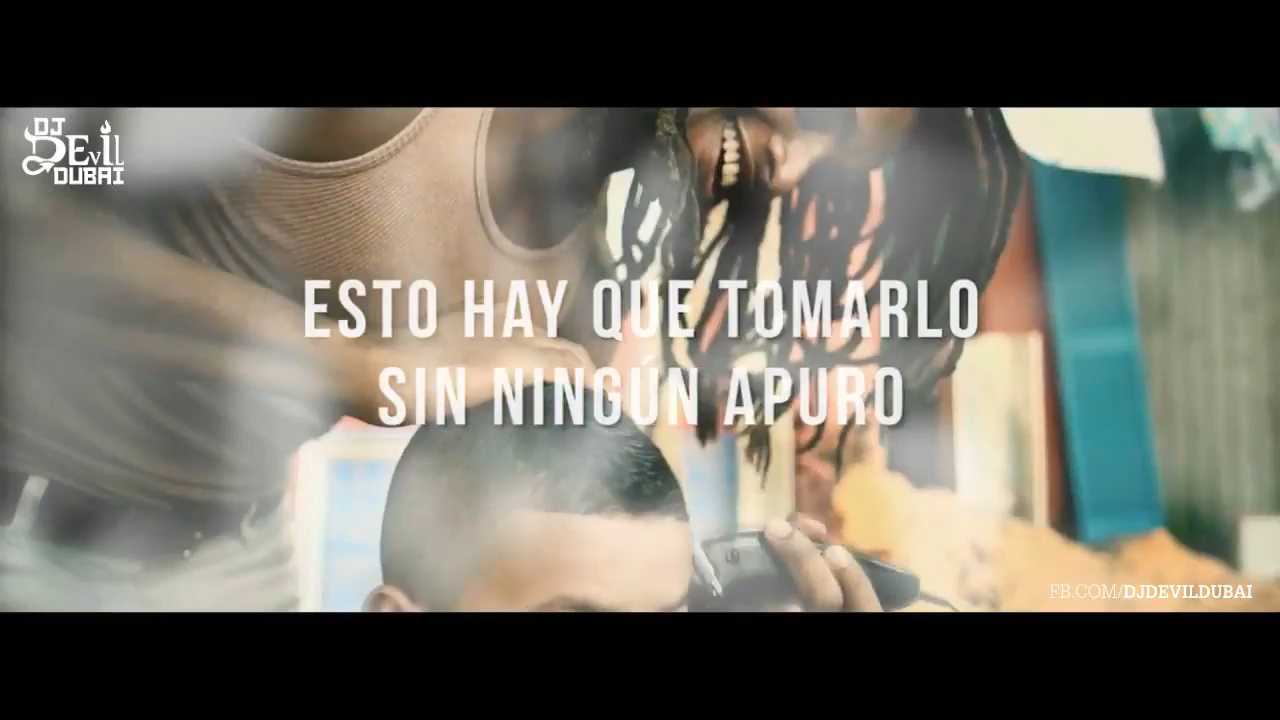 DJ
DEVIL
DUBAI
ESTO HAY QUE TOMARLO
SIN NINGÚN APURO
FB.COM/DJDEVILDUBAI